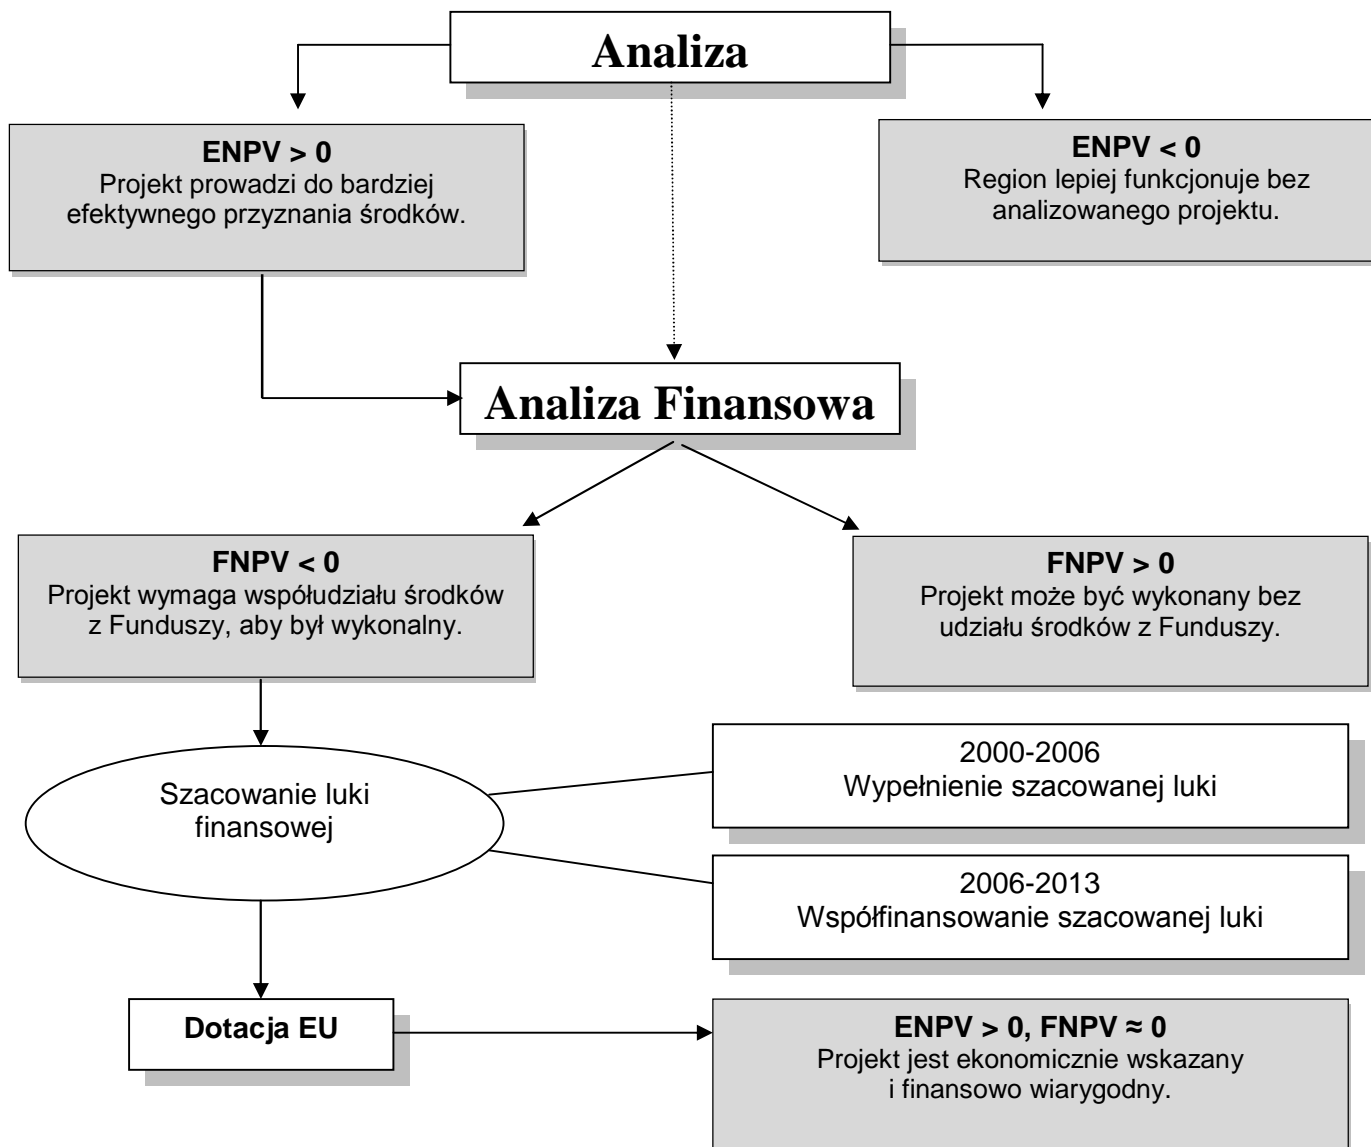 Analiza
ENPV > 0
Projekt prowadzi do bardziej
efektywnego przyznania środków.
ENPV < 0
Region lepiej funkcjonuje bez
analizowanego projektu.
Analiza Finansowa
FNPV < 0
Projekt wymaga współudziału środków
z Funduszy, aby był wykonalny.
FNPV > 0
Projekt może być wykonany bez
udziału środków z Funduszy.
Szacowanie luki
finansowej
2000-2006
Wypełnienie szacowanej luki
2006-2013
Współfinansowanie szacowanej luki
Dotacja EU
ENPV > 0, FNPV ≈ 0
Projekt jest ekonomicznie wskazany
i finansowo wiarygodny.